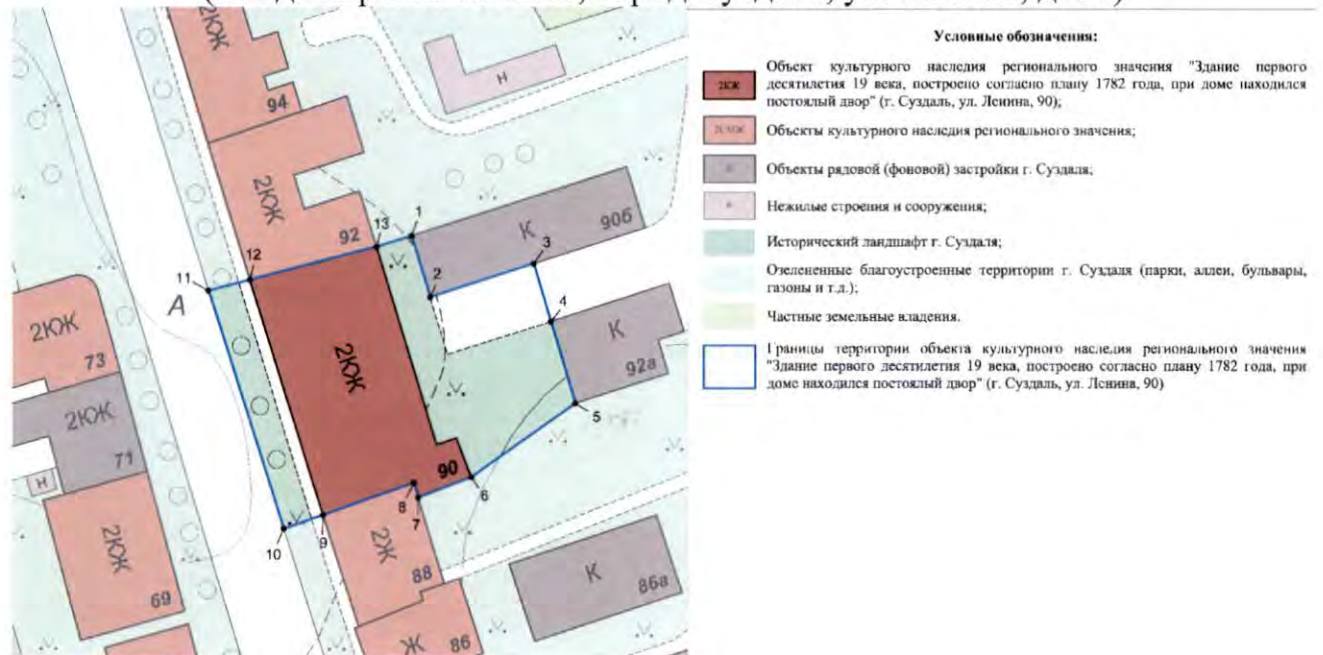 Условные обозначения:
2КЖ
Объект культурного наследия регионального значения "Здание первого
десятилетия 19 века, построено согласно плану 1782 года, при доме находился
постоялый двор" (г. Суздаль, ул. Ленина, 90);
Объекты культурного наследия регионального значения;
К
Объекты рядовой (фоновой) застройки г. Суздаля;
Н
Нежилые строения и сооружения;
Исторический ландшафт г. Суздаля;
Озелененные благоустроенные территории г. Суздаля (парки, аллеи, бульвары,
газоны и т.д.);
Частные земельные владения.
Границы территории объекта культурного наследия регионального значения
"Здание первого десятилетия 19 века, построено согласно плану 1782 года, при
доме находился постоялый двор" (г. Суздаль, ул. Ленина, 90)
2КЖ
94
Н
2КЖ
92
13
1
К
90б
12
3
11
А
2
4
2КЖ
73
2КЖ
К
92а
2КЖ
71
5
Н
90
6
8
7
9
10
2КЖ
69
2Ж
88
К
86а
Ж
86